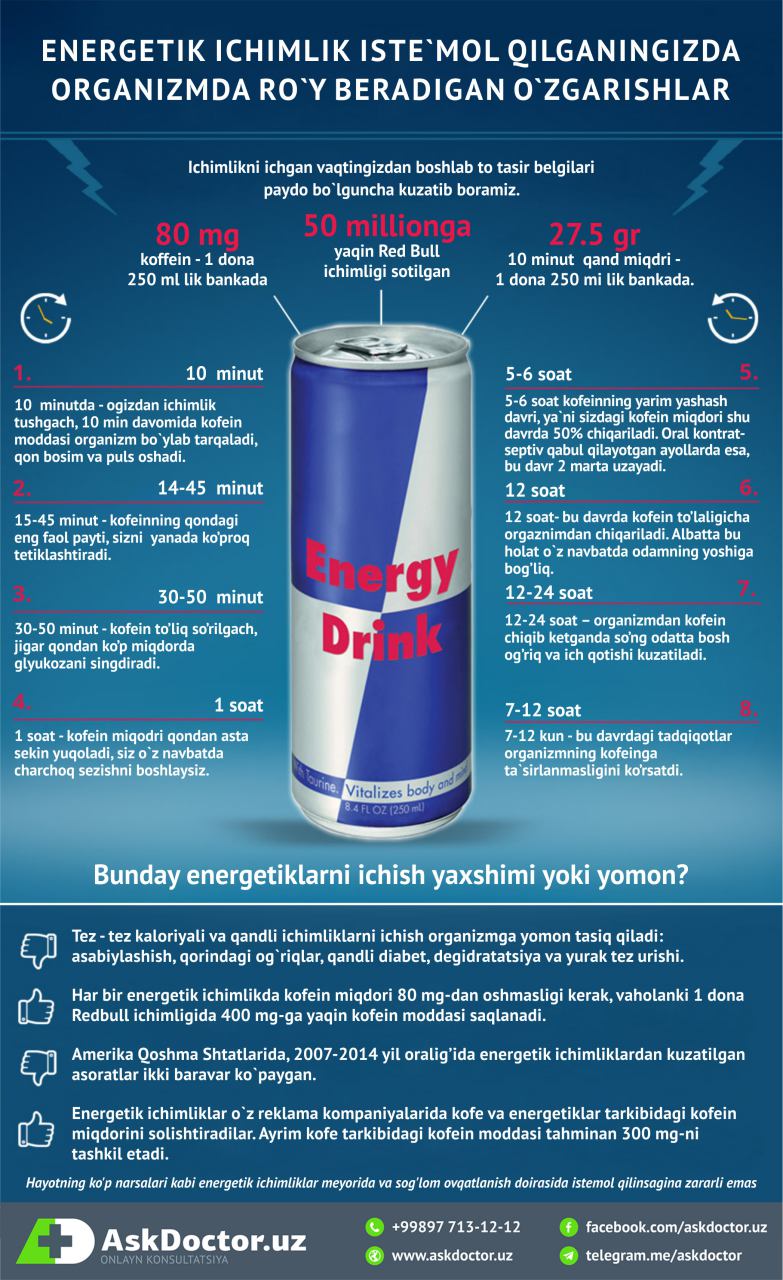 ENERGETIK ICHIMLIK ISTE`MOL QILGANINGIZDA
ORGANIZMDA RO`Y BERADIGAN O`ZGARISHLAR
Ichimlikni ichgan vaqtingizdan boshlab to tasir belgilari
paydo bo`lguncha kuzatib boramiz.
80 mg
koffein - 1 dona
250 ml lik bankada
50 millionga
yaqin Red Bull
ichimligi sotilgan
27.5 gr
10 minut qand miqdri -
1 dona 250 mi lik bankada.
1. 10 minut
10 minutda - ogizdan ichimlik
tushgach, 10 min davomida kofein
moddasi organizm bo`ylab tarqaladi,
qon bosim va puls oshadi.
2. 14-45 minut
15-45 minut - kofeinning qondagi
eng faol payti, sizni yanada ko'proq
tetiklashtiradi.
3. 30-50 minut
30-50 minut - kofein to'liq so'rilgach,
jigar qondan ko'p miqdorda
glyukozani singdiradi.
4. 1 soat
1 soat - kofein miqodri qondan asta
sekin yuqoladi, siz o`z navbatda
charchoq sezishni boshlaysiz.
5-6 soat 5.
5-6 soat kofeinning yarim yashash
davri, ya`ni sizdagi kofein miqdori shu
davrda 50% chiqariladi. Oral kontrat-
septiv qabul qilayotgan ayollarda esa,
bu davr 2 marta uzayadi.
12 soat 6.
12 soat- bu davrda kofein to'laligicha
orgaznimdan chiqariladi. Albatta bu
holat o`z navbatda odamning yoshiga
bog'liq.
12-24 soat 7.
12-24 soat – organizmdan kofein
chiqib ketganda so'ng odatta bosh
og'riq va ich qotishi kuzatiladi.
7-12 soat 8.
7-12 kun - bu davrdagi tadqiqotlar
organizmning kofeinga
ta`sirlanmasligini ko'rsatdi.
Energy
Drink
With Taurine. Vitalizes body and mi
8.4 FL OZ (250 mL)
Bunday energetiklarni ichish yaxshimi yoki yomon?
Tez - tez kaloriyali va qandli ichimliklarni ichish organizmga yomon tasiq qiladi:
asabiylashish, qorindagi og`riqlar, qandli diabet, degidratatsiya va yurak tez urishi.
Har bir energetik ichimlikda kofein miqdori 80 mg-dan oshmasligi kerak, vaholanki 1 dona
Redbull ichimligida 400 mg-ga yaqin kofein moddasi saqlanadi.
Amerika Qoshma Shtatlarida, 2007-2014 yil oralig'ida energetik ichimliklardan kuzatilgan
asoratlar ikki baravar ko`paygan.
Energetik ichimliklar o`z reklama kompaniyalarida kofe va energetiklar tarkibidagi kofein
miqdorini solishtiradilar. Ayrim kofe tarkibidagi kofein moddasi tahminan 300 mg-ni
tashkil etadi.
Hayotning ko'p narsalari kabi energetik ichimliklar meyorida va sog'lom ovqatlanish doirasida istemol qilinsagina zararli emas
AskDoctor.uz
ONLAYN KONSULTATSIYA
+99897 713-12-12
www.askdoctor.uz
facebook.com/askdoctor.uz
telegram.me/askdoctor